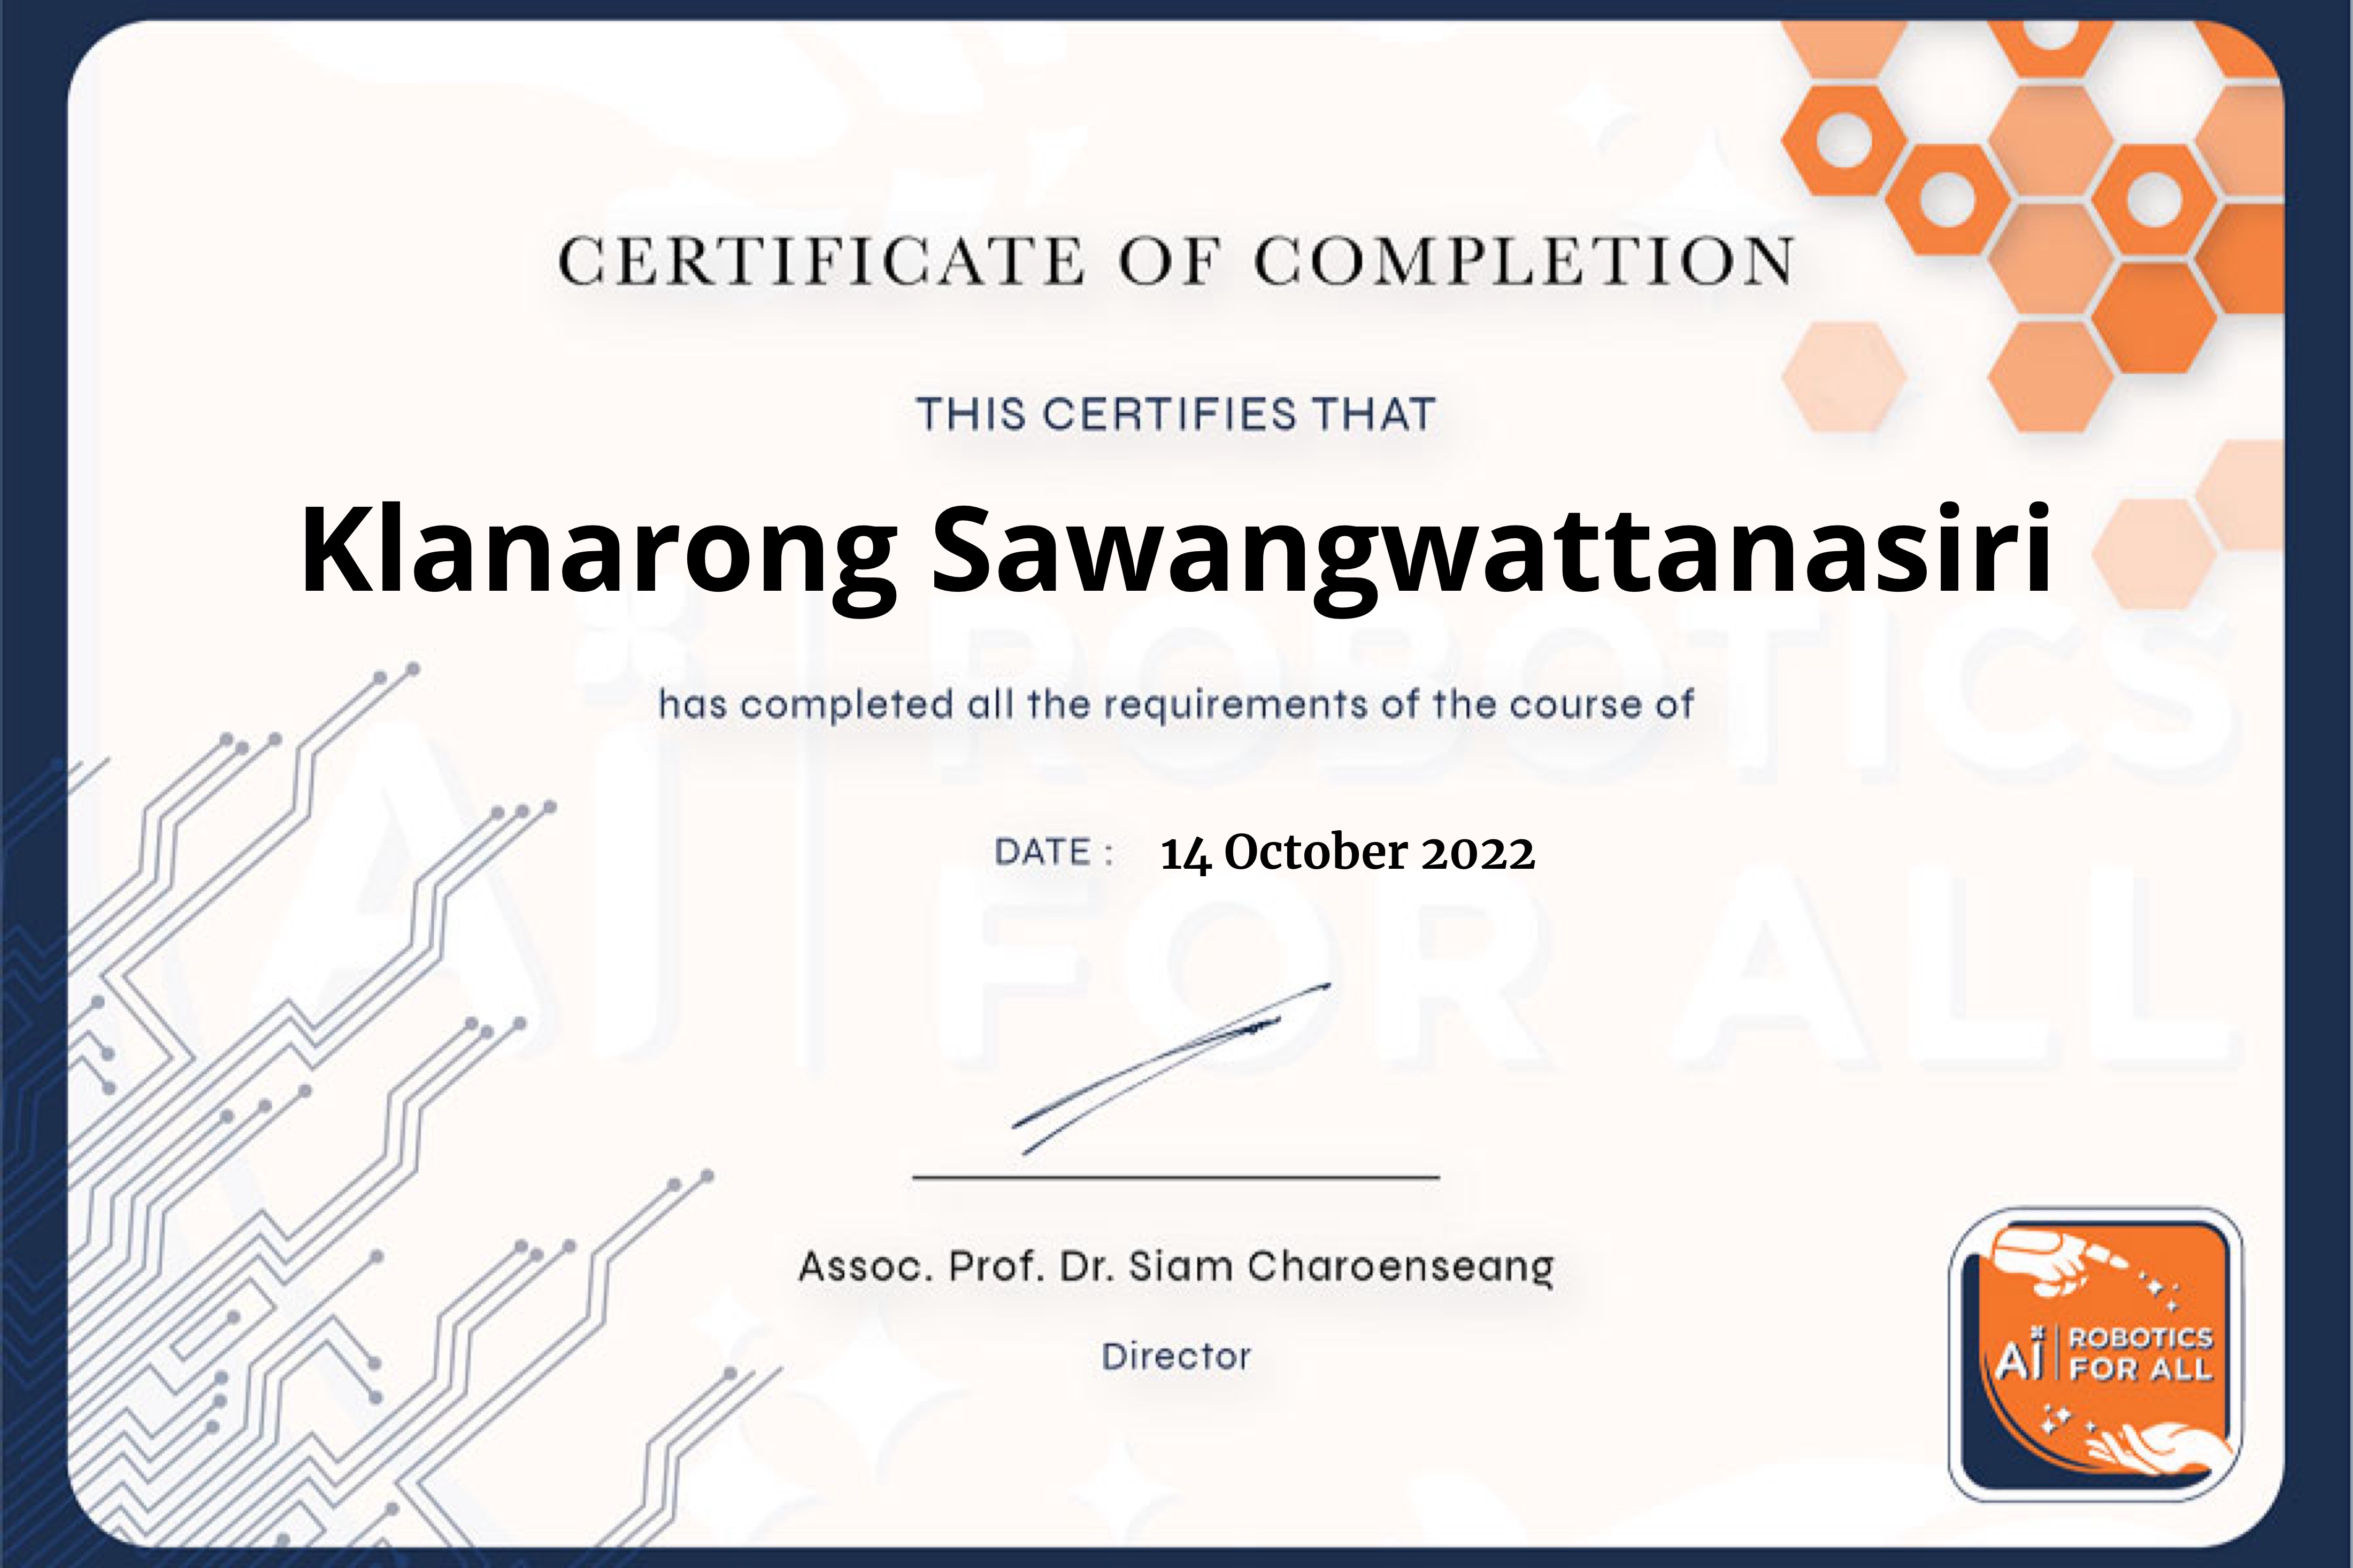 CERTIFICATE OF COMPLETION
THIS CERTIFIES THAT
Klanarong Sawangwattanasiri
has completed all the requirements of the course of
DATE : 14 October 2022
Assoc. Prof. Dr. Siam Charoenseang
Director
Ai ROBOTICS
FOR ALL
Ai ROBOTICS
FOR ALL